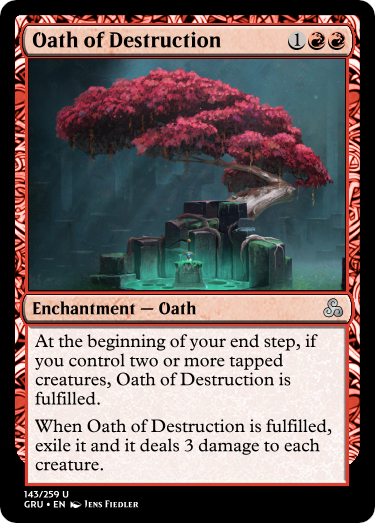 Oath of Destruction 1
Enchantment — Oath
At the beginning of your end step, if
you control two or more tapped
creatures, Oath of Destruction is
fulfilled.
When Oath of Destruction is fulfilled,
exile it and it deals 3 damage to each
creature.
143/259 U
GRU • EN Jens Fiedler